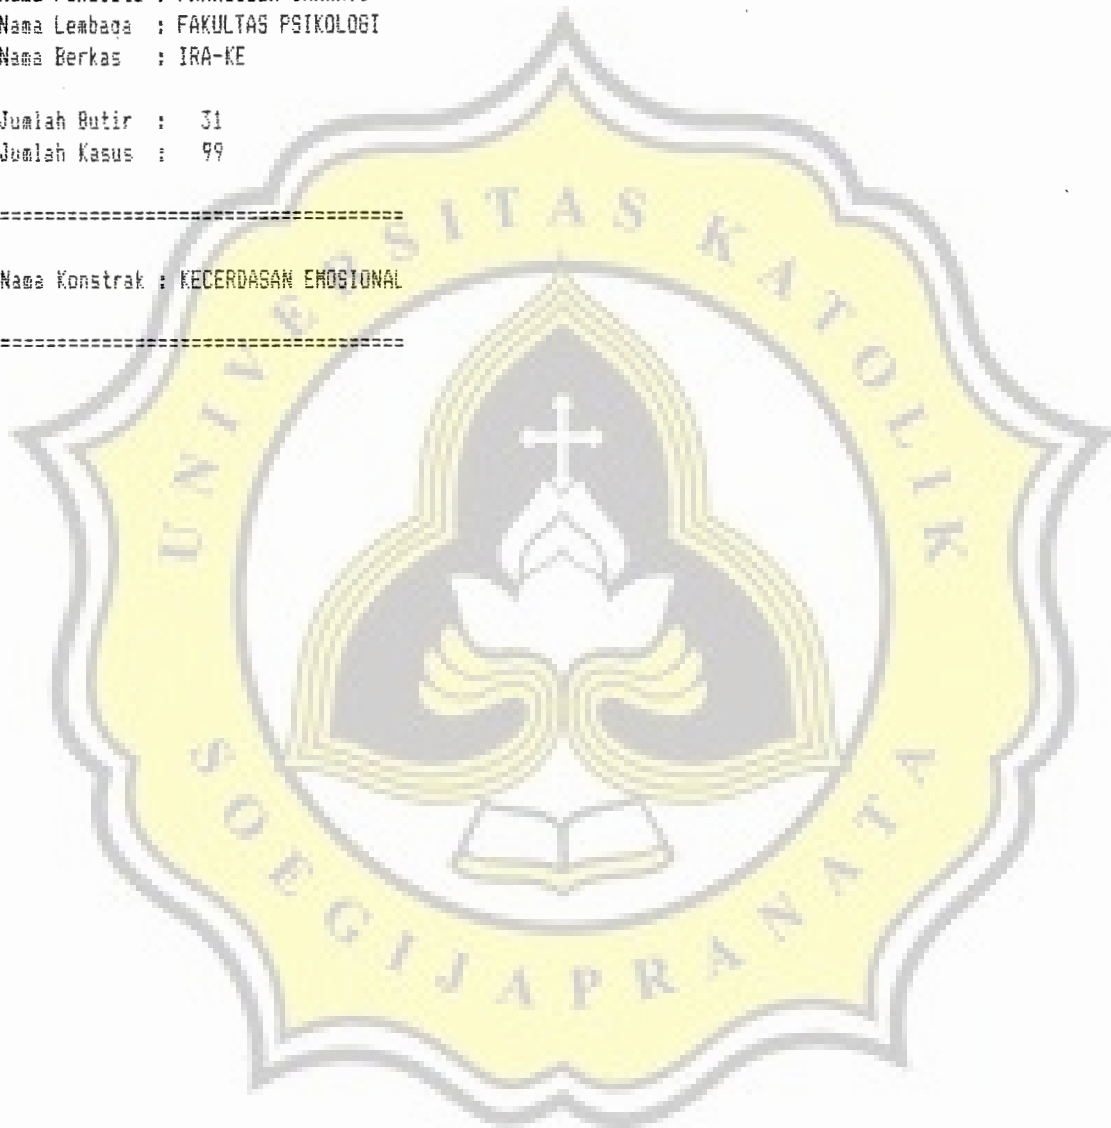 Nama Lembaga : FAKULTAS PSIKOLOGI
Nama Berkas : IRA-KE
Jumlah Butir : 31
Jumlah Kasus : 99
===================================
Nama Konstrak : KECERDASAN EMOSIONAL
===================================
UNIVERSITAS KATOLIK
SOEGIJAPRANATA